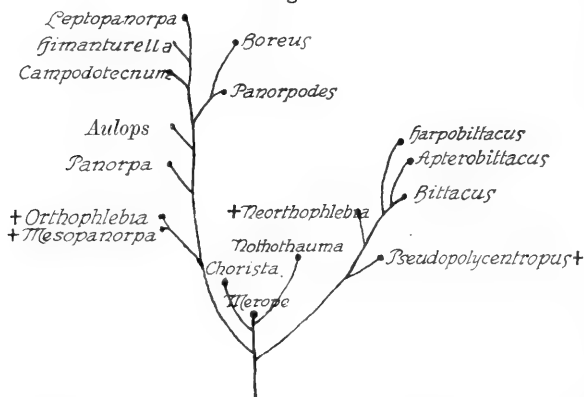 Leptopanorpa
Himanturella
Boreus
Campodotecnum
Panorpodes
Aulops
Harpobittacus
Apterobittacus
Panorpa
Bittacus
+ Orthophlebia
+ Neorthophlebia
+ Mesopanorpa
Nothothauma
Chorista
Pseudopolycentropus +
Merope